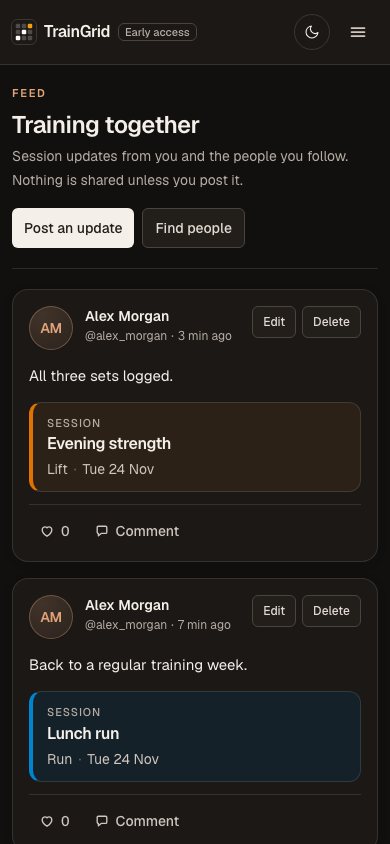 TrainGrid Early access
FEED
Training together
Session updates from you and the people you follow.
Nothing is shared unless you post it.
Post an update Find people
AM Alex Morgan Edit Delete
@alex_morgan · 3 min ago
All three sets logged.
SESSION
Evening strength
Lift · Tue 24 Nov
0 Comment
AM Alex Morgan Edit Delete
@alex_morgan · 7 min ago
Back to a regular training week.
SESSION
Lunch run
Run · Tue 24 Nov
0 Comment